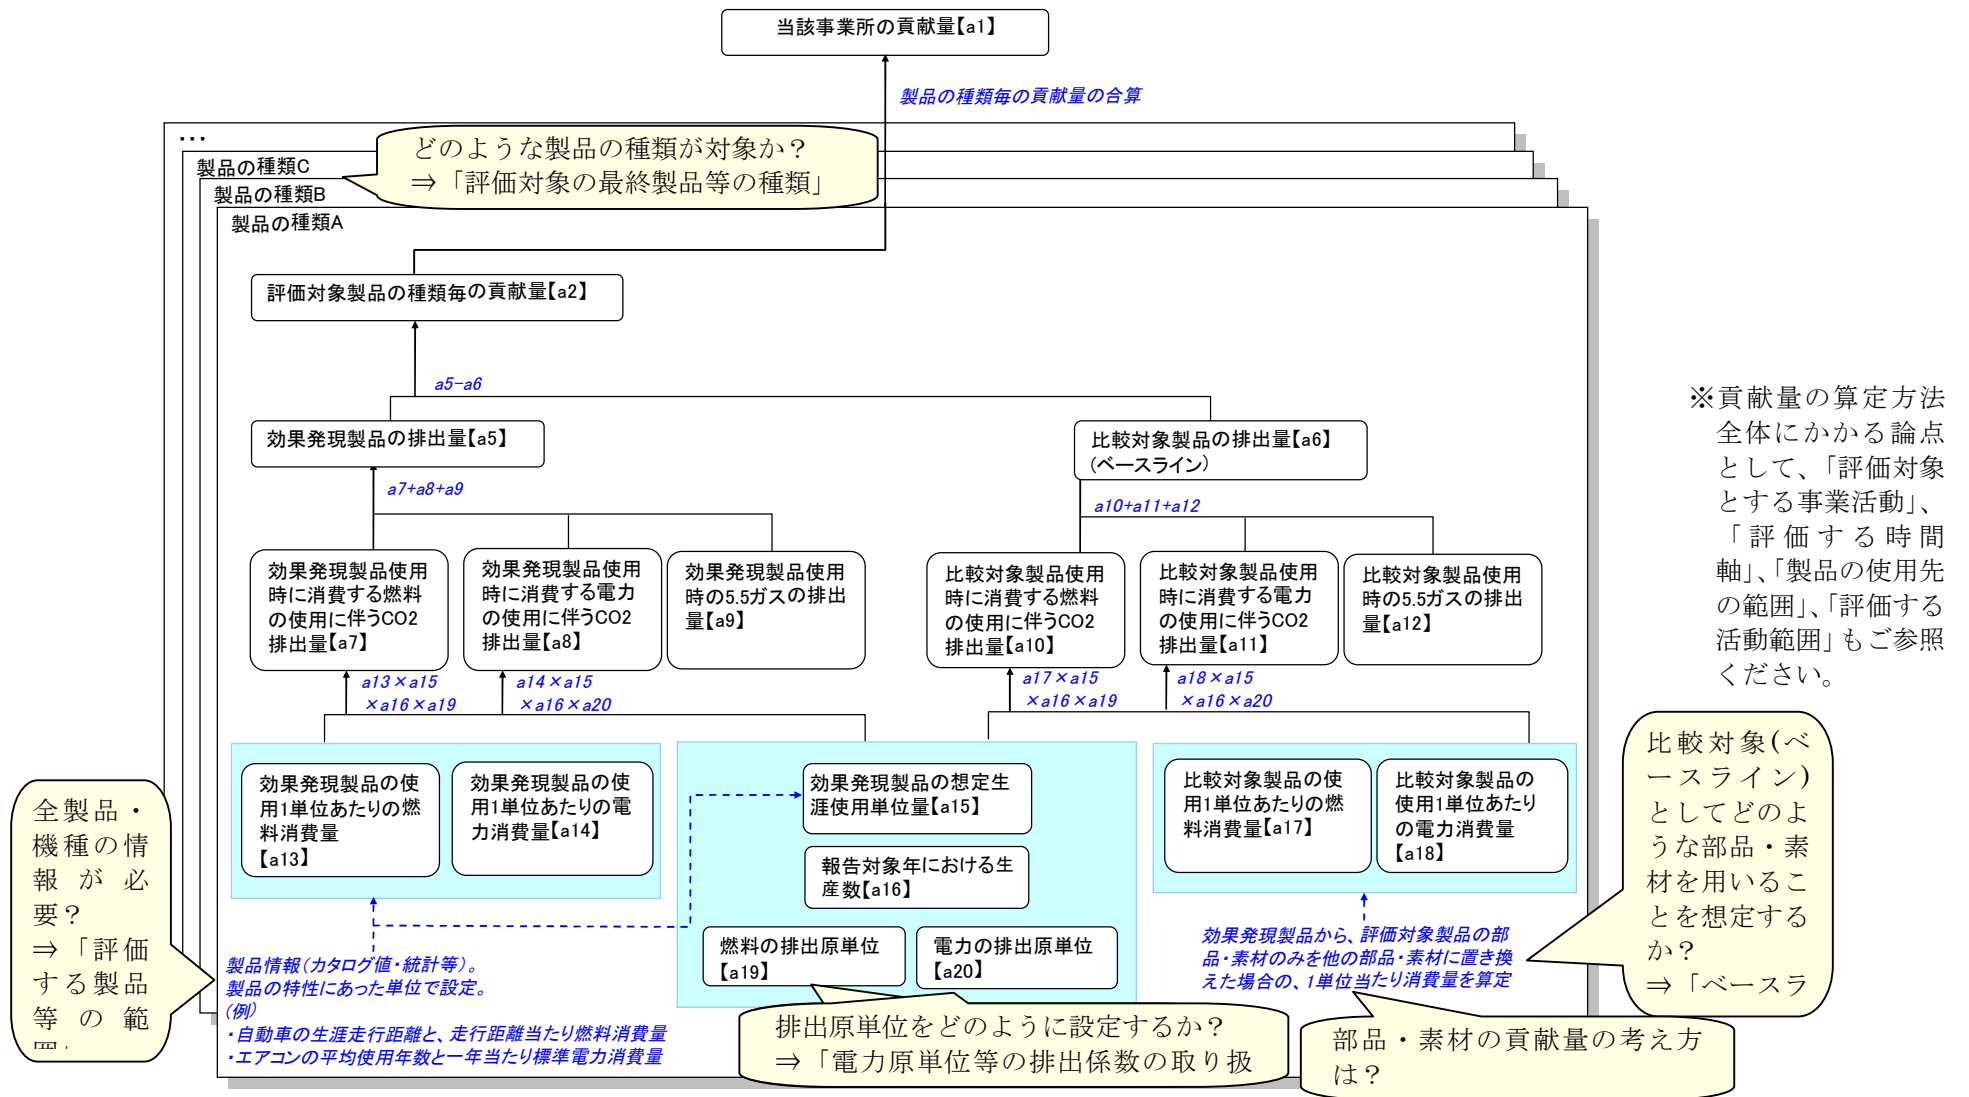 当該事業所の貢献量【a1】
製品の種類毎の貢献量の合算
...
製品の種類C
製品の種類B
製品の種類A
どのような製品の種類が対象か？
⇒「評価対象の最終製品等の種類」
評価対象製品の種類毎の貢献量【a2】
a5-a6
効果発現製品の排出量【a5】
比較対象製品の排出量【a6】
(ベースライン)
a7+a8+a9
a10+a11+a12
効果発現製品使用
時に消費する燃料
の使用に伴うCO2
排出量【a7】
効果発現製品使用
時に消費する電力
の使用に伴うCO2
排出量【a8】
効果発現製品使用
時の5.5ガスの排出
量【a9】
比較対象製品使用
時に消費する燃料
の使用に伴うCO2
排出量【a10】
比較対象製品使用
時に消費する電力
の使用に伴うCO2
排出量【a11】
比較対象製品使用
時の5.5ガスの排出
量【a12】
a13×a15
×a16×a19
a14×a15
×a16×a20
a17×a15
×a16×a19
a18×a15
×a16×a20
効果発現製品の使
用1単位あたりの燃
料消費量
【a13】
効果発現製品の使
用1単位あたりの電
力消費量【a14】
効果発現製品の想定生
涯使用単位量【a15】
報告対象年における生
産数【a16】
燃料の排出原単位
【a19】
電力の排出原単位
【a20】
比較対象製品の使
用1単位あたりの燃
料消費量【a17】
比較対象製品の
使用1単位あたり
の電力消費量
【a18】
製品情報(カタログ値・統計等)。
製品の特性にあった単位で設定。
(例)
・自動車の生涯走行距離と、走行距離当たり燃料消費量
・エアコンの平均使用年数と一年当たり標準電力消費量
効果発現製品から、評価対象製品の部
品・素材のみを他の部品・素材に置き換
えた場合の、1単位当たり消費量を算定
全製品・
機種の情
報が必
要？
⇒「評価
する製品
等の範
排出原単位をどのように設定するか？
⇒「電力原単位等の排出係数の取り扱
部品・素材の貢献量の考え方
は？
比較対象(ベ
ースライン)
としてどのよ
うな部品・素
材を用いるこ
とを想定する
か？
⇒「ベースラ
※貢献量の算定方法
全体にかかる論点
として、「評価対象
とする事業活動」、
「評価する時間
軸」、「製品の使用先
の範囲」、「評価する
活動範囲」もご参照
ください。